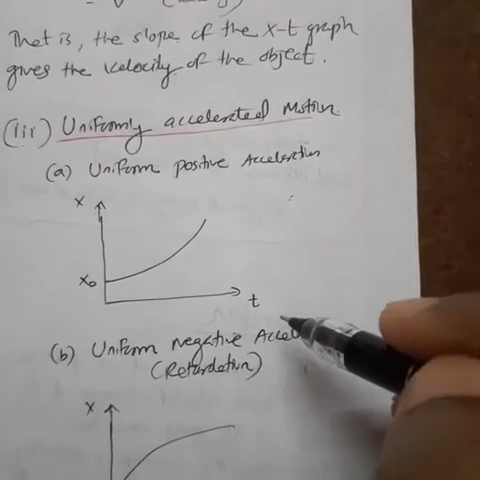 That is, the slope of the x-t graph
gives the velocity of the object.
(iii) Uniformly accelerated Motion.
(a) Uniform positive Acceleration
x
x0
t
(b) Uniform negative Accel
(Retardation)
x